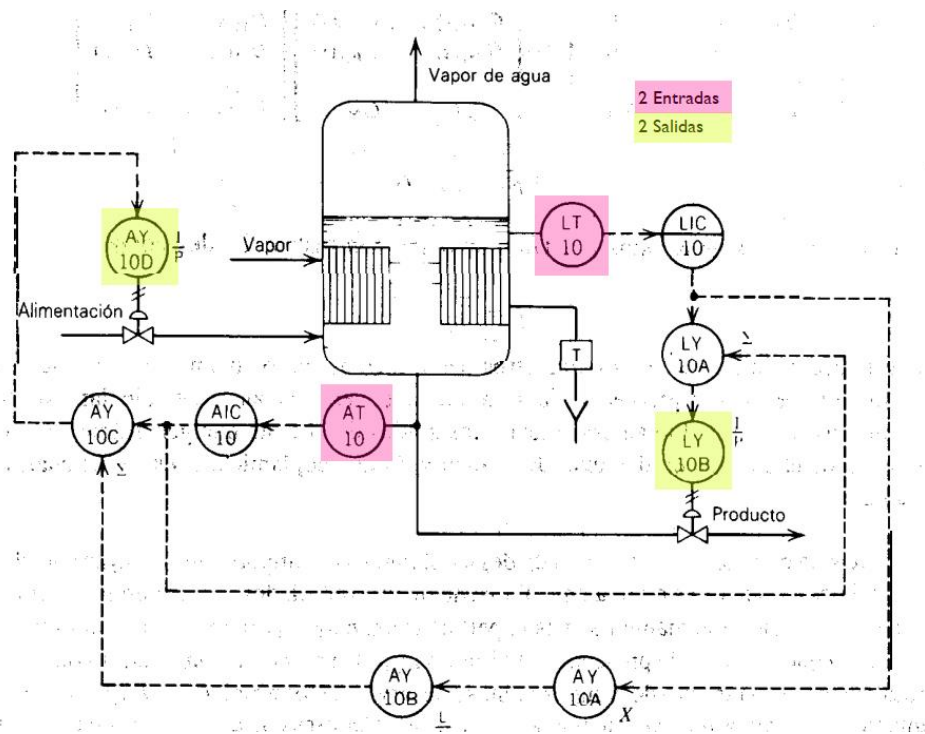 Vapor de agua
2 Entradas
2 Salidas
AY
10D
I
P
Vapor
LT
10
LIC
10
Alimentación
LY
10A
Σ
T
AY
10C
Σ
AIC
10
AT
10
LY
10B
I
P
Producto
AY
10B
L
AY
10A
X